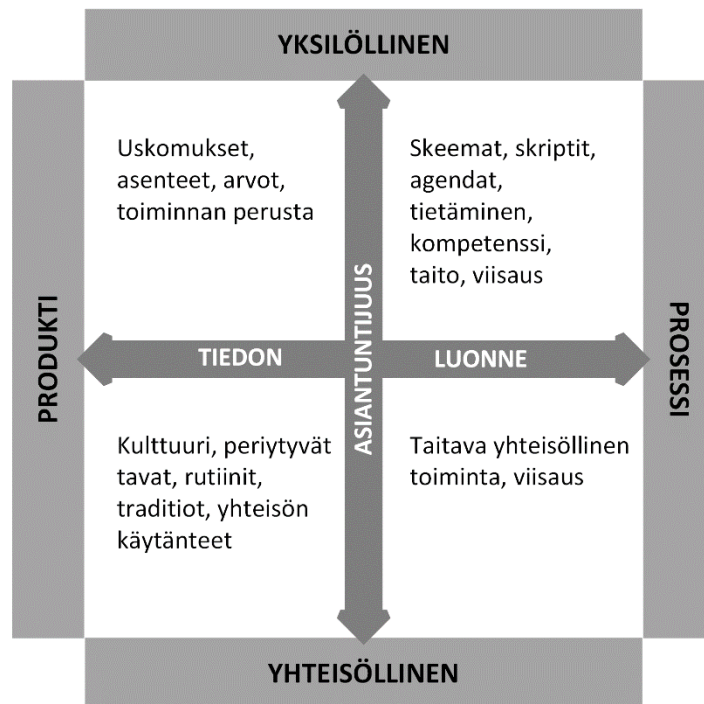 YKSILÖLLINEN
Uskomukset,
asenteet, arvot,
toiminnan perusta
Skeemat, skriptit,
agendat,
tietäminen,
kompetenssi,
taito, viisaus
PRODUKTI
TIEDON
ASIANTUNTIJUUS
LUONNE
PROSESSI
Kulttuuri, periytyvät
tavat, rutiinit,
traditiot, yhteisön
käytänteet
Taitava yhteisöllinen
toiminta, viisaus
YHTEISÖLLINEN